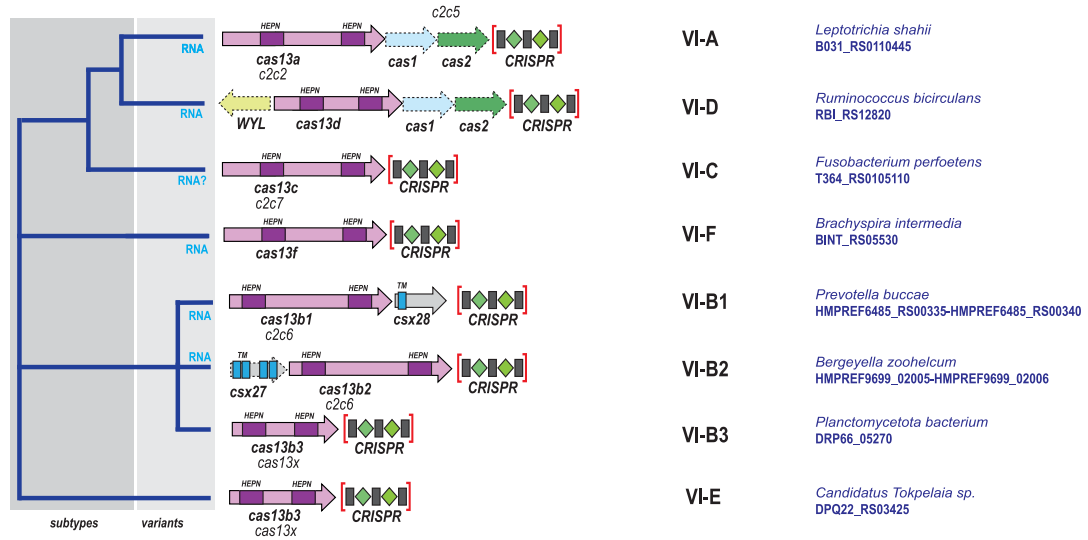 c2c5
HEPN HEPN
RNA
cas13a cas1 cas2 CRISPR
c2c2
VI-A
Leptotrichia shahii
B031_RS0110445
HEPN HEPN
RNA
WYL cas13d cas1 cas2 CRISPR
VI-D
Ruminococcus bicirculans
RBI_RS12820
HEPN HEPN
RNA?
cas13c CRISPR
c2c7
VI-C
Fusobacterium perfoetens
T364_RS0105110
HEPN HEPN
RNA
cas13f CRISPR
VI-F
Brachyspira intermedia
BINT_RS05530
HEPN HEPN TM
RNA
cas13b1 csx28 CRISPR
c2c6
VI-B1
Prevotella buccae
HMPREF6485_RS00335-HMPREF6485_RS00340
TM HEPN HEPN
RNA
csx27 cas13b2 CRISPR
c2c6
VI-B2
Bergeyella zoohelcum
HMPREF9699_02005-HMPREF9699_02006
HEPN HEPN
cas13b3 CRISPR
cas13x
VI-B3
Planctomycetota bacterium
DRP66_05270
HEPN HEPN
cas13b3 CRISPR
cas13x
VI-E
Candidatus Tokpelaia sp.
DPQ22_RS03425
subtypes variants